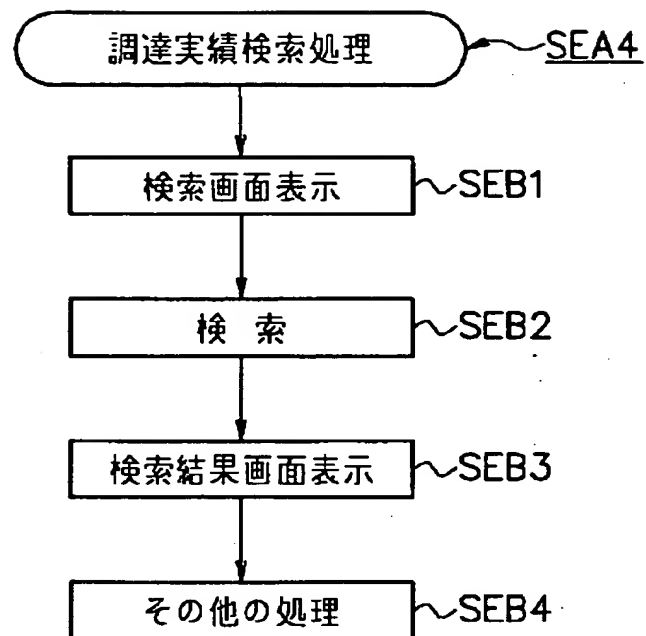 調達実績検索処理 SEA4
検索画面表示 SEB1
検索 SEB2
検索結果画面表示 SEB3
その他の処理 SEB4